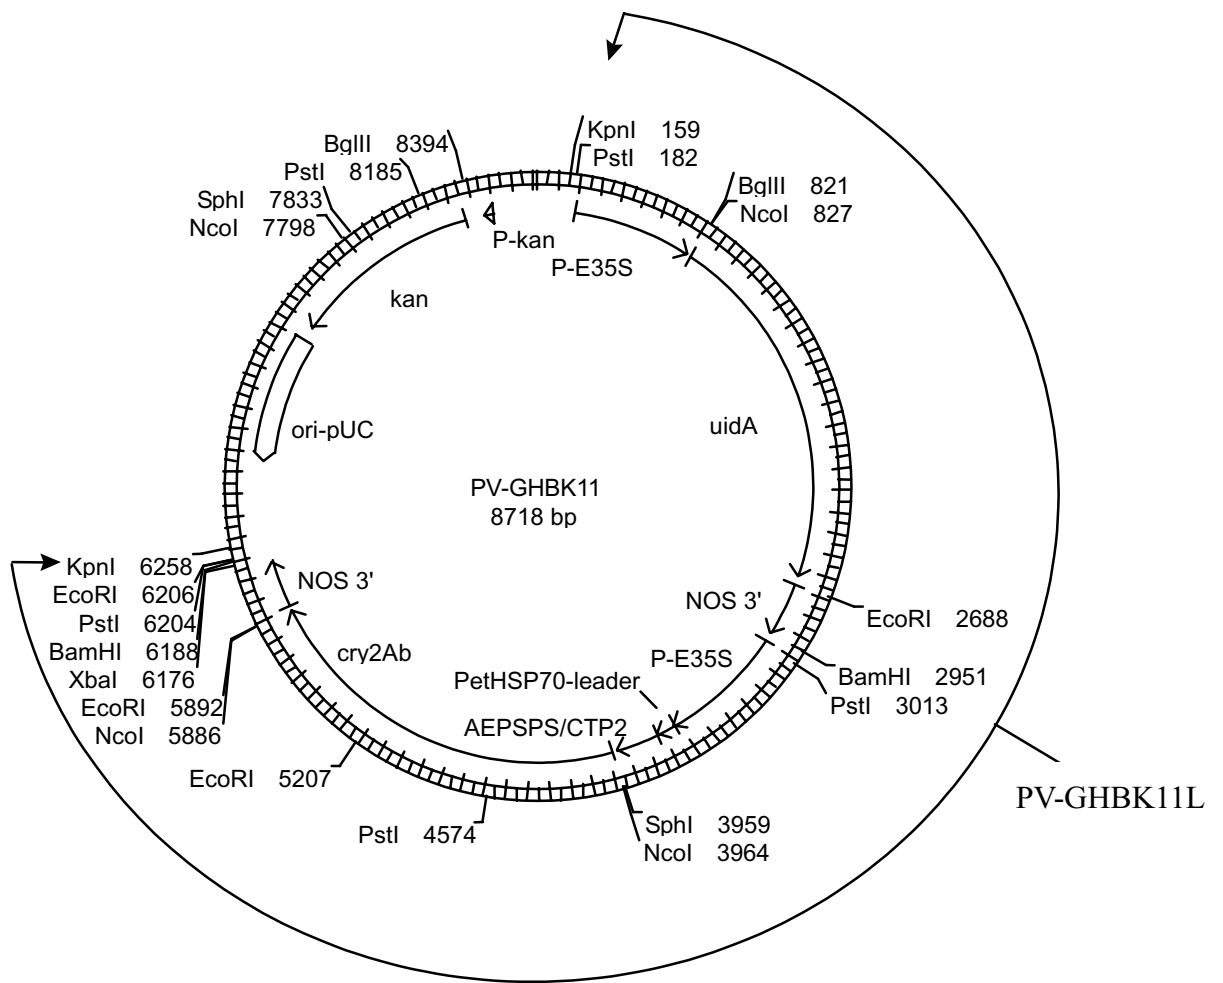 BglII 8394
PstI 8185
SphI 7833
NcoI 7798
KpnI 159
PstI 182
BglII 821
NcoI 827
P-kan
P-E35S
kan
ori-pUC
uidA
PV-GHBK11
8718 bp
KpnI 6258
EcoRI 6206
PstI 6204
BamHI 6188
XbaI 6176
EcoRI 5892
NcoI 5886
EcoRI 5207
PstI 4574
NOS 3'
cry2Ab
NOS 3'
P-E35S
PetHSP70-leader
AEPSPS/CTP2
EcoRI 2688
BamHI 2951
PstI 3013
SphI 3959
NcoI 3964
PV-GHBK11L